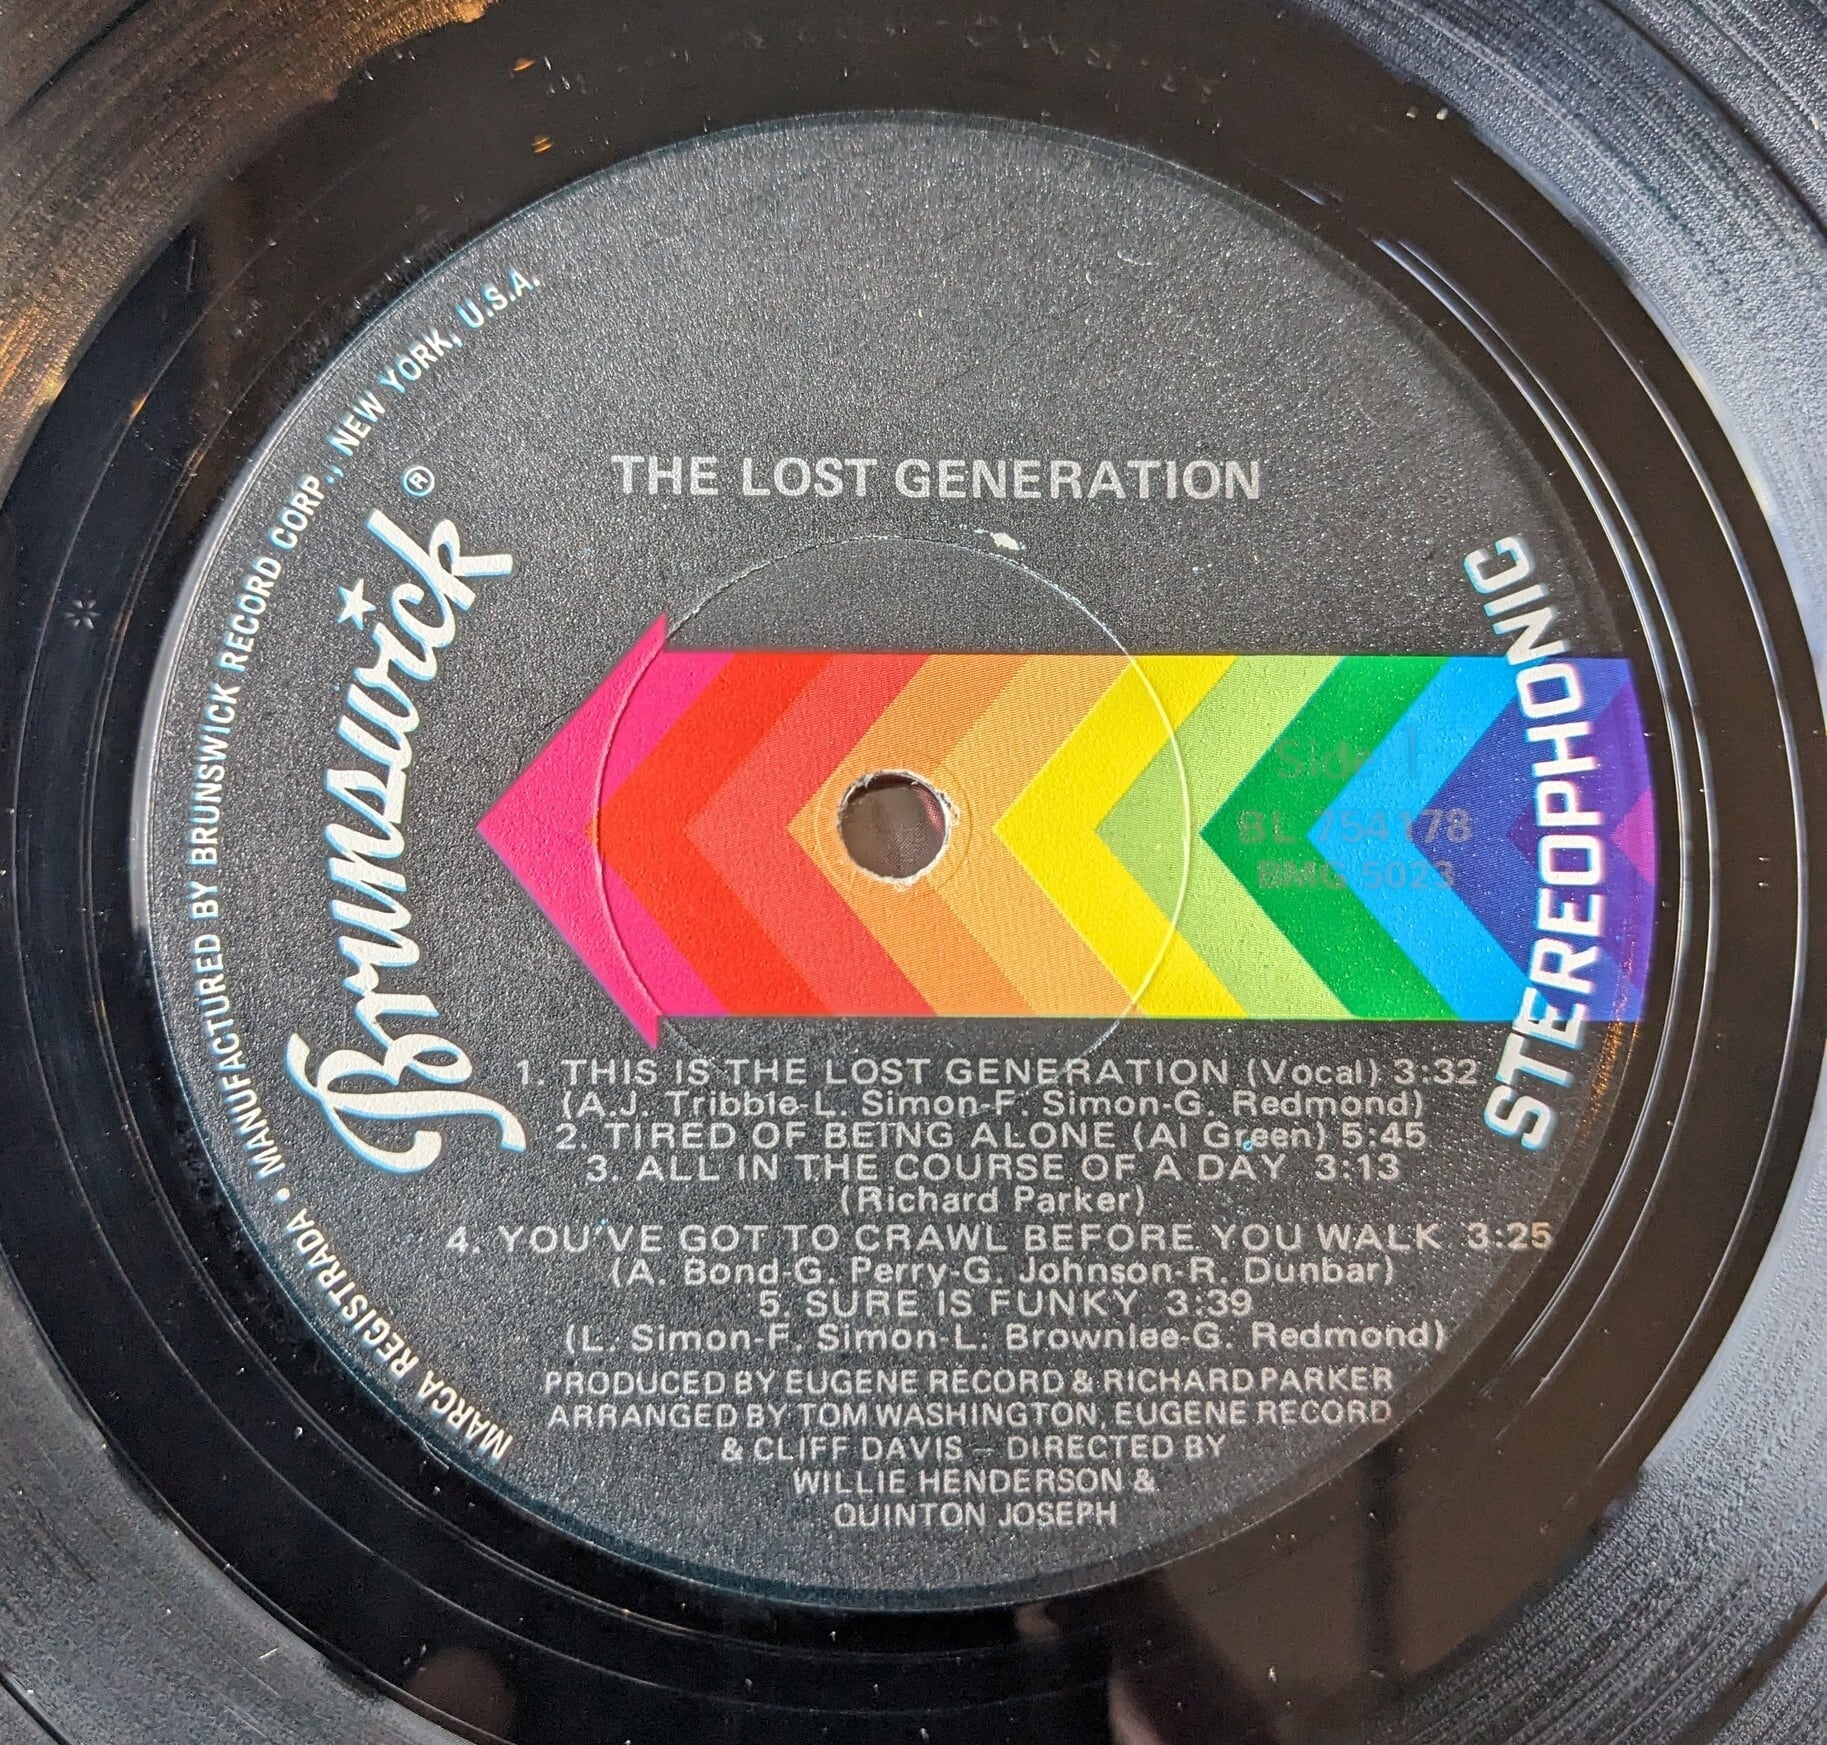 THE LOST GENERATION
Brunswick ®
MARCA REGISTRADA • MANUFACTURED BY BRUNSWICK RECORD CORP., NEW YORK, U.S.A.
STEREOPHONIC
Side 1
BL 754178
BMG 5023
1. THIS IS THE LOST GENERATION (Vocal) 3:32
(A.J. Tribble-L. Simon-F. Simon-G. Redmond)
2. TIRED OF BEING ALONE (Al Green) 5:45
3. ALL IN THE COURSE OF A DAY 3:13
(Richard Parker)
4. YOU'VE GOT TO CRAWL BEFORE YOU WALK 3:25
(A. Bond-G. Perry-G. Johnson-R. Dunbar)
5. SURE IS FUNKY 3:39
(L. Simon-F. Simon-L. Brownlee-G. Redmond)
PRODUCED BY EUGENE RECORD & RICHARD PARKER
ARRANGED BY TOM WASHINGTON, EUGENE RECORD
& CLIFF DAVIS — DIRECTED BY
WILLIE HENDERSON &
QUINTON JOSEPH